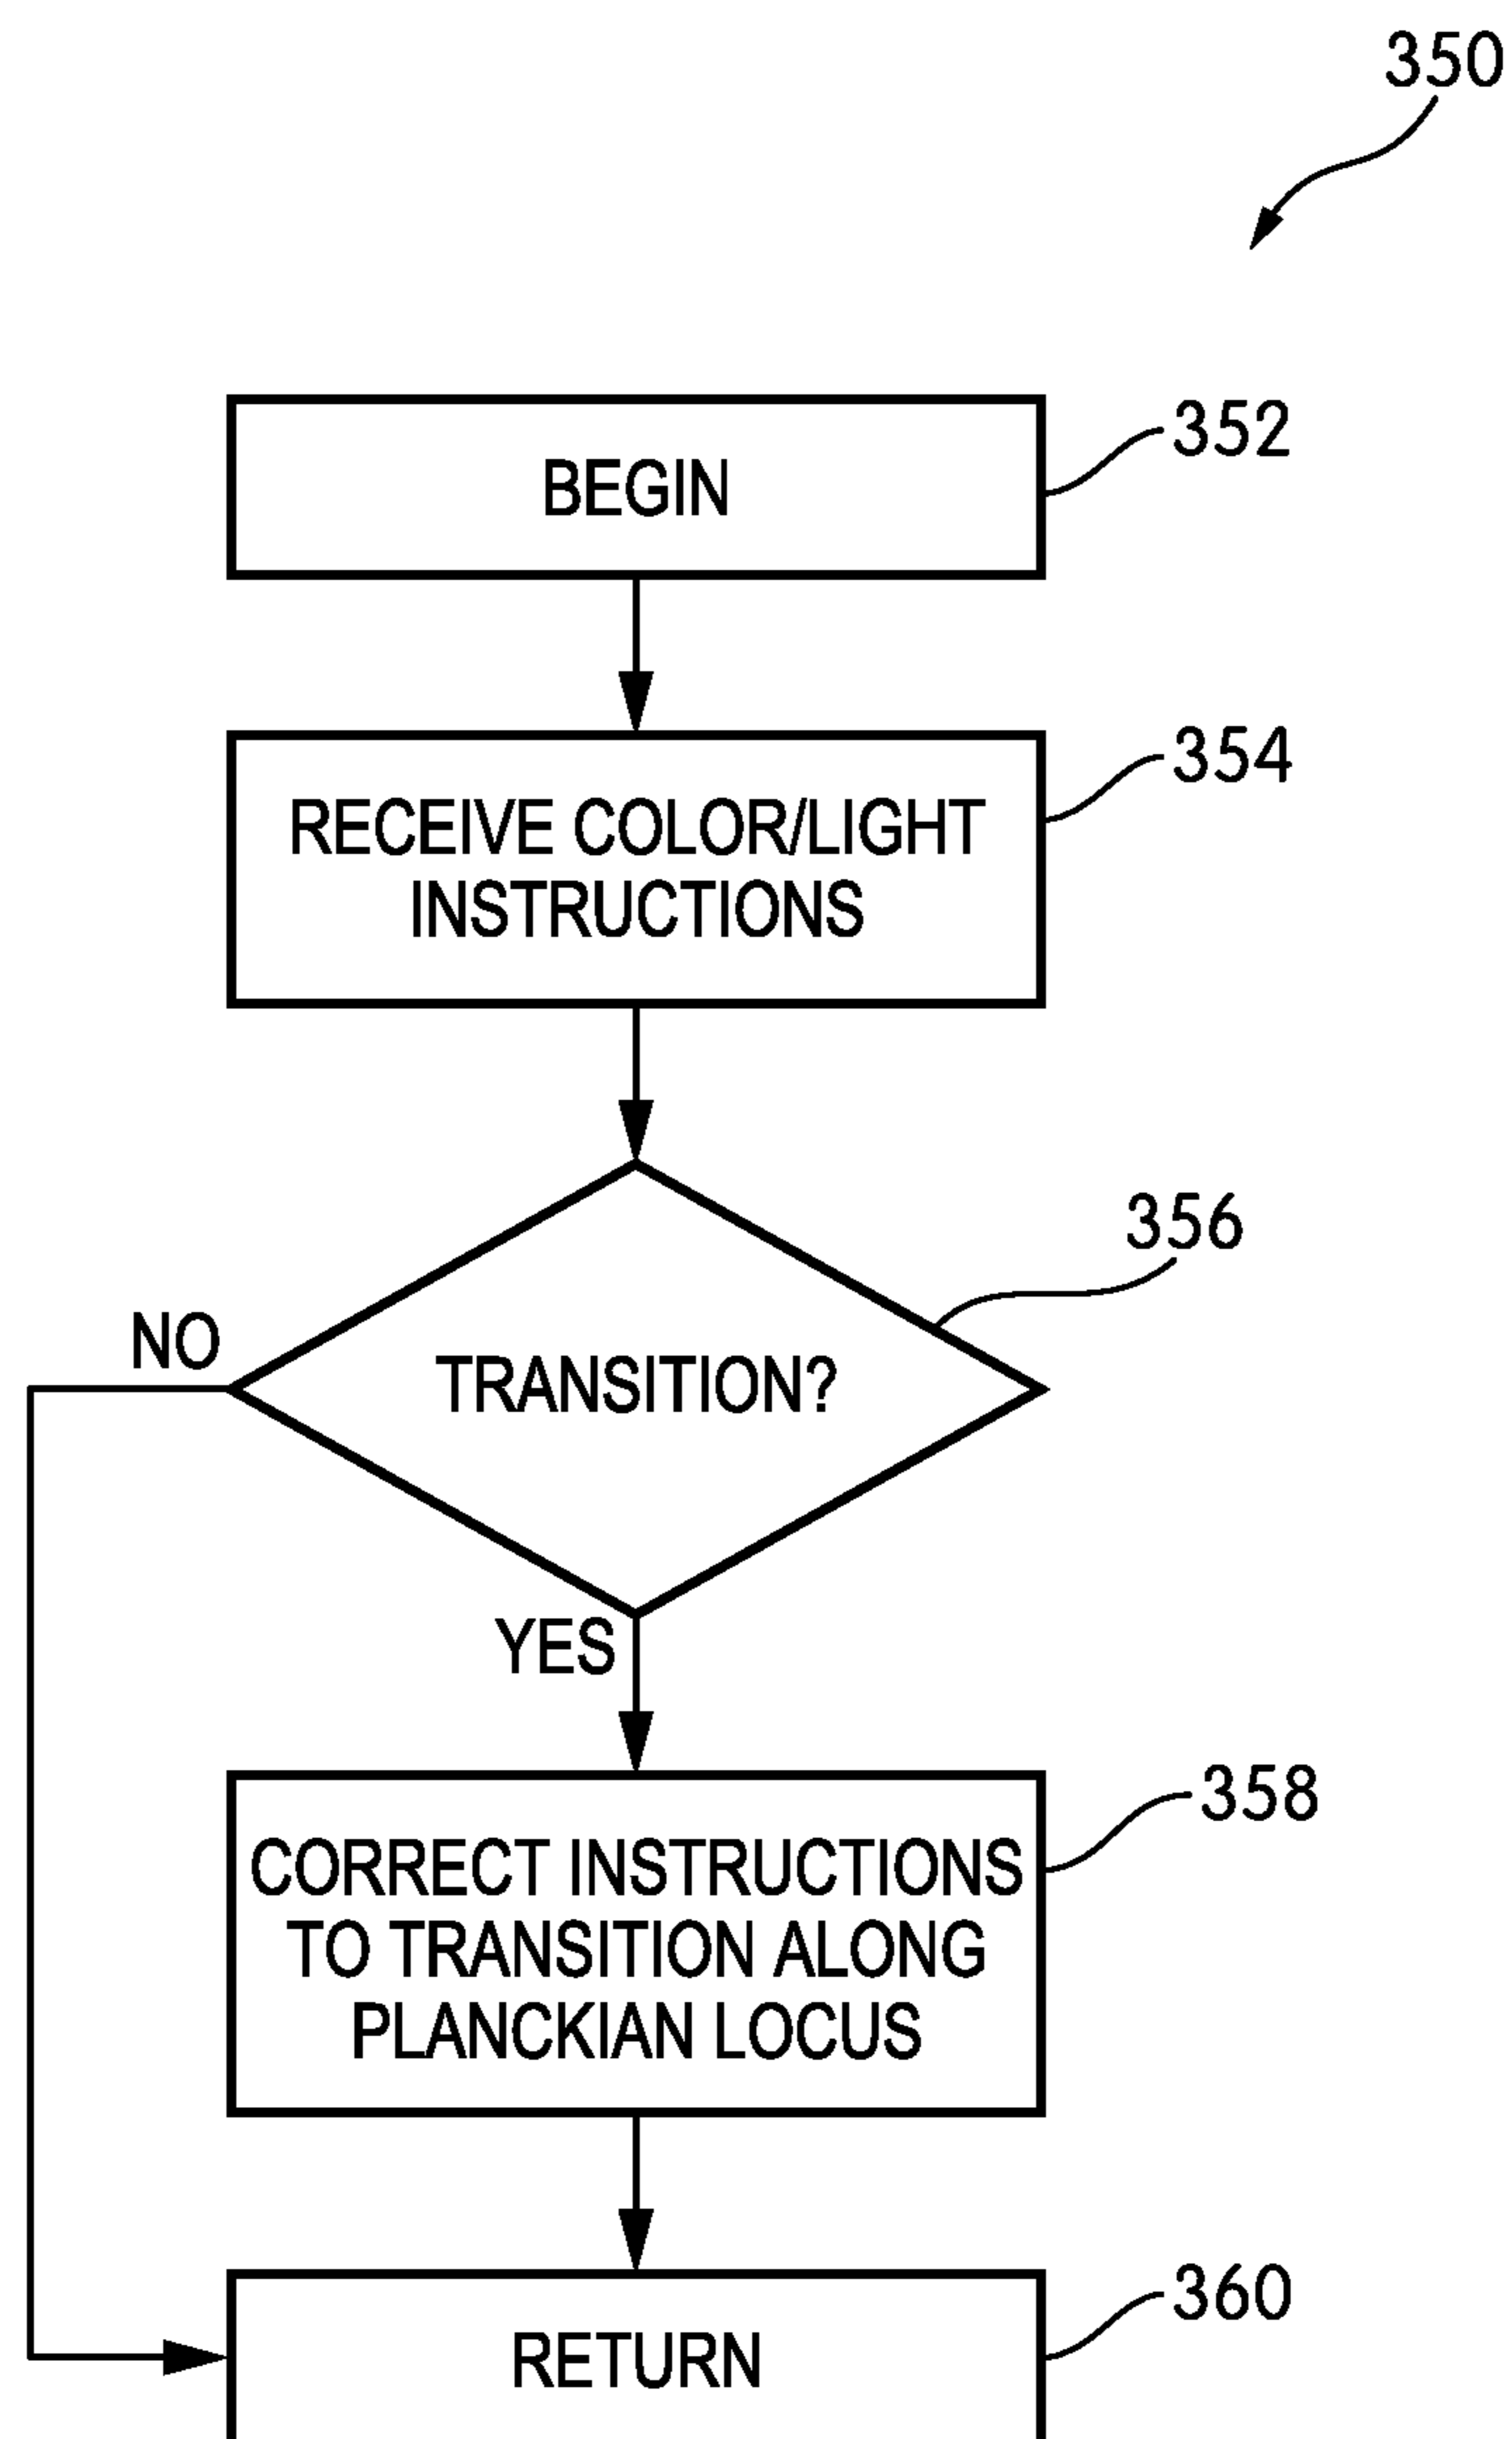 350
BEGIN
352
RECEIVE COLOR/LIGHT
INSTRUCTIONS
354
356
NO
TRANSITION?
YES
CORRECT INSTRUCTIONS
TO TRANSITION ALONG
PLANCKIAN LOCUS
358
RETURN
360